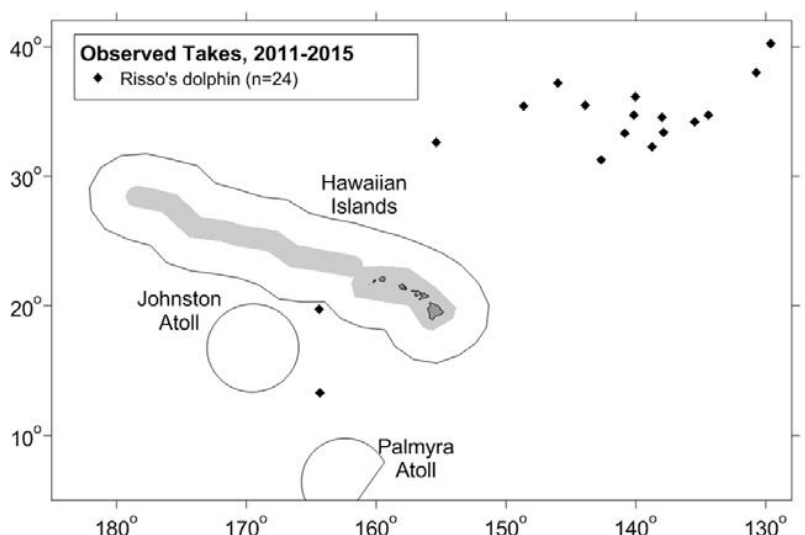 Observed Takes, 2011-2015
Risso's dolphin (n=24)
40°
30°
20°
10°
Hawaiian
Islands
Johnston
Atoll
Palmyra
Atoll
180°
170°
160°
150°
140°
130°